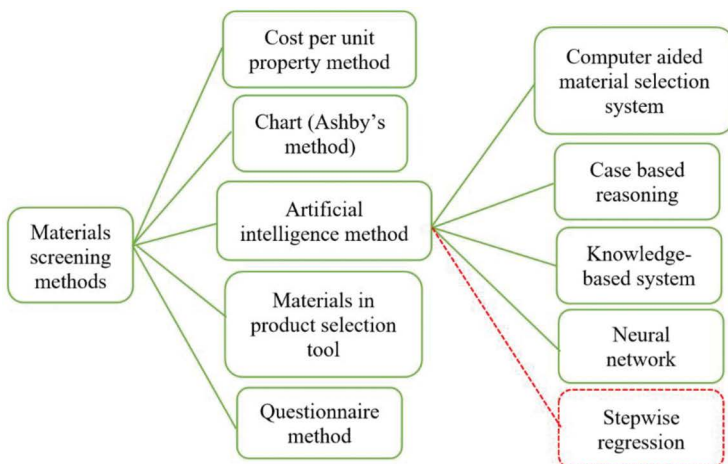 Materials
screening
methods
Cost per unit
property method
Chart (Ashby's
method)
Artificial
intelligence method
Materials in
product selection
tool
Questionnaire
method
Computer aided
material selection
system
Case based
reasoning
Knowledge-
based system
Neural
network
Stepwise
regression